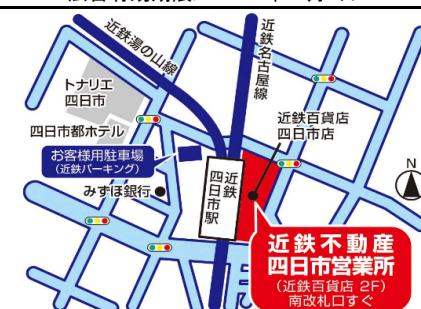 近鉄湯の山線
近鉄名古屋線
トナリエ
四日市
近鉄百貨店
四日市店
四日市都ホテル
お客様用駐車場
(近鉄パーキング)
みずほ銀行
近鉄
四日市駅
N
近鉄不動産
四日市営業所
(近鉄百貨店 2F)
南改札口すぐ